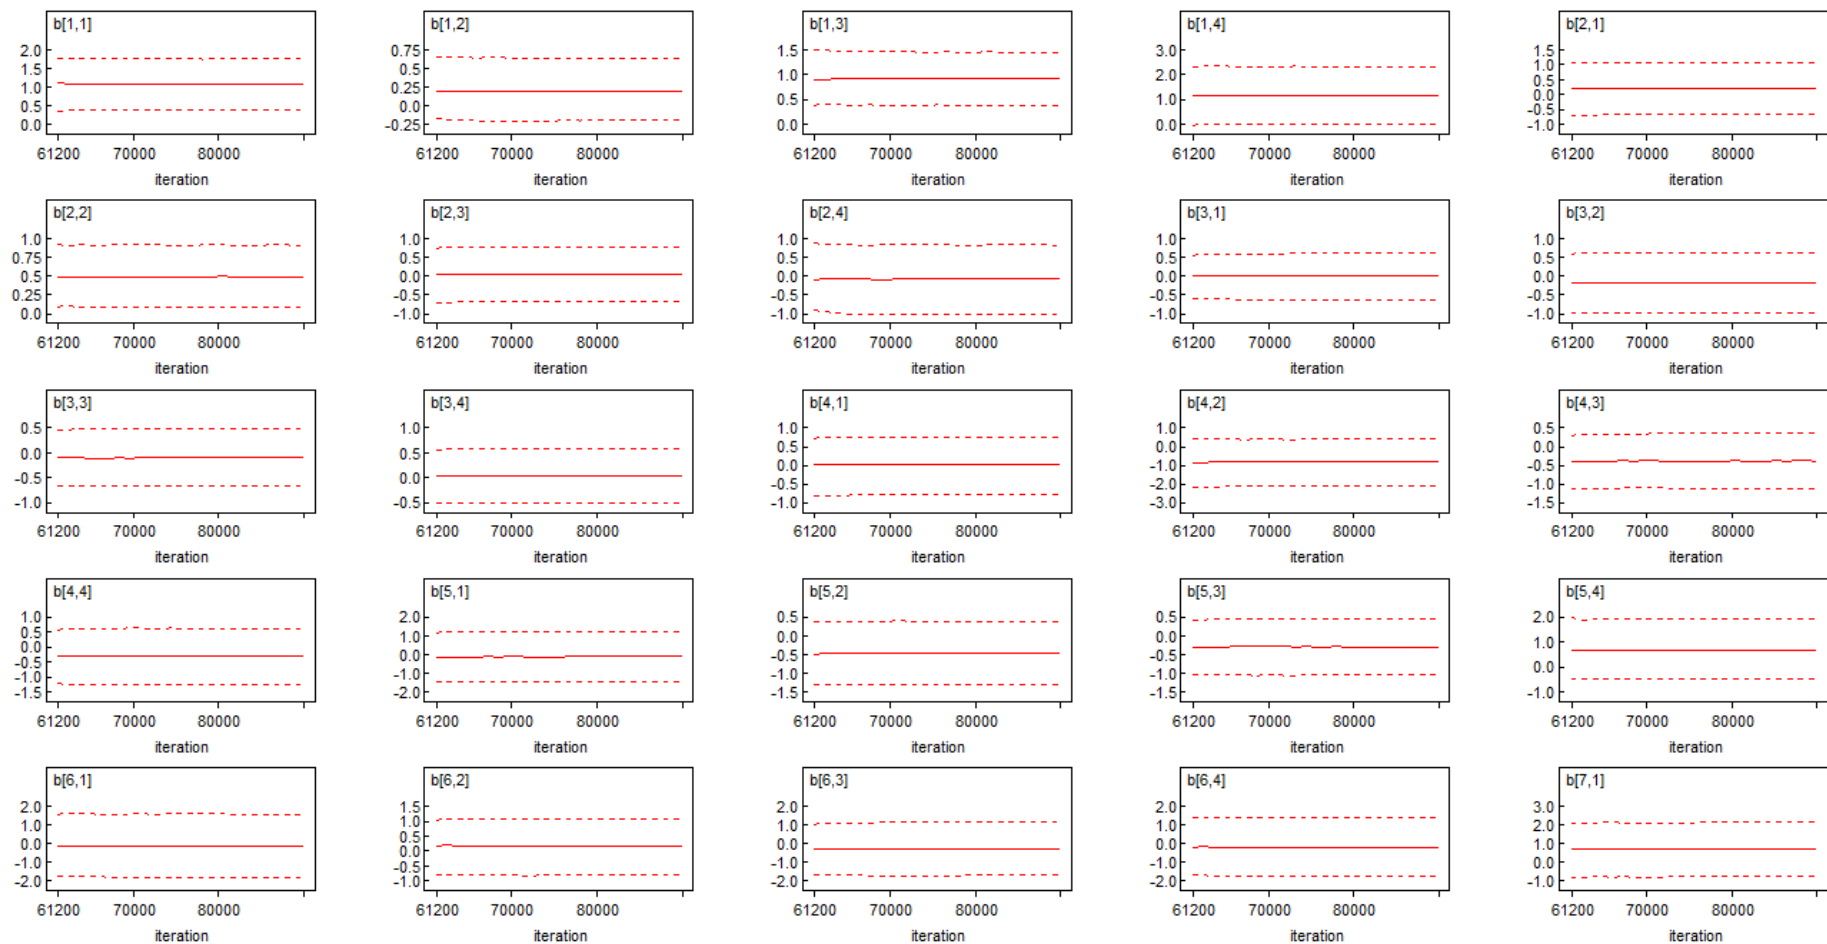 b[1,1] b[1,2] b[1,3] b[1,4] b[2,1]
2.0 0.75 1.5 3.0 1.5
1.5 0.5 1.0 2.0 1.0
1.0 0.25 0.5 1.0 0.5
0.5 0.0 0.0 0.0 0.0
0.0 -0.25 -0.5
-1.0
61200 70000 80000 61200 70000 80000 61200 70000 80000 61200 70000 80000 61200 70000 80000
iteration iteration iteration iteration iteration
b[2,2] b[2,3] b[2,4] b[3,1] b[3,2]
1.0 1.0 1.0 1.0 1.0
0.75 0.5 0.5 0.5 0.5
0.5 0.0 0.0 0.0 0.0
0.25 -0.5 -0.5 -0.5 -0.5
0.0 -1.0 -1.0 -1.0 -1.0
61200 70000 80000 61200 70000 80000 61200 70000 80000 61200 70000 80000 61200 70000 80000
iteration iteration iteration iteration iteration
b[3,3] b[3,4] b[4,1] b[4,2] b[4,3]
0.5 1.0 1.0 1.0 0.5
0.0 0.5 0.5 0.0 0.0
-0.5 0.0 0.0 -1.0 -0.5
-1.0 -0.5 -0.5 -2.0 -1.0
-1.0 -3.0 -1.5
61200 70000 80000 61200 70000 80000 61200 70000 80000 61200 70000 80000 61200 70000 80000
iteration iteration iteration iteration iteration
b[4,4] b[5,1] b[5,2] b[5,3] b[5,4]
1.0 2.0 0.5 0.5 2.0
0.5 1.0 0.0 0.0 1.0
0.0 0.0 -0.5 -0.5 0.0
-0.5 -1.0 -1.0 -1.0 -1.0
-1.0 -2.0 -1.5 -1.5
-1.5
61200 70000 80000 61200 70000 80000 61200 70000 80000 61200 70000 80000 61200 70000 80000
iteration iteration iteration iteration iteration
b[6,1] b[6,2] b[6,3] b[6,4] b[7,1]
2.0 1.5 2.0 2.0 3.0
1.0 1.0 1.0 1.0 2.0
0.0 0.5 0.0 0.0 1.0
-1.0 0.0 -1.0 -1.0 0.0
-2.0 -0.5 -2.0 -2.0 -1.0
-1.0
61200 70000 80000 61200 70000 80000 61200 70000 80000 61200 70000 80000 61200 70000 80000
iteration iteration iteration iteration iteration